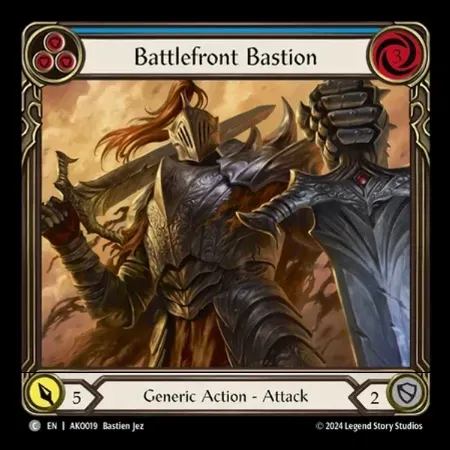 Battlefront Bastion
3
5
Generic Action - Attack
2
C EN | AKO019 Bastien Jez
© 2024 Legend Story Studios